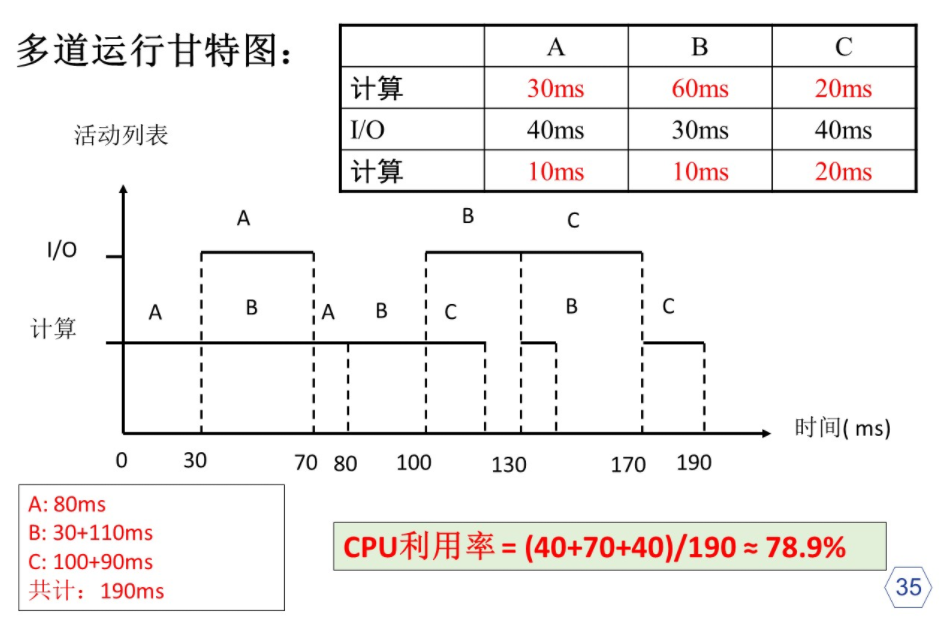 多道运行甘特图：
A B C
计算 30ms 60ms 20ms
I/O 40ms 30ms 40ms
计算 10ms 10ms 20ms
活动列表
A B C
I/O
A B A B C B C
计算
时间( ms)
0 30 70 80 100 130 170 190
A: 80ms
B: 30+110ms
C: 100+90ms
共计：190ms
CPU利用率 = (40+70+40)/190 ≈ 78.9%
35